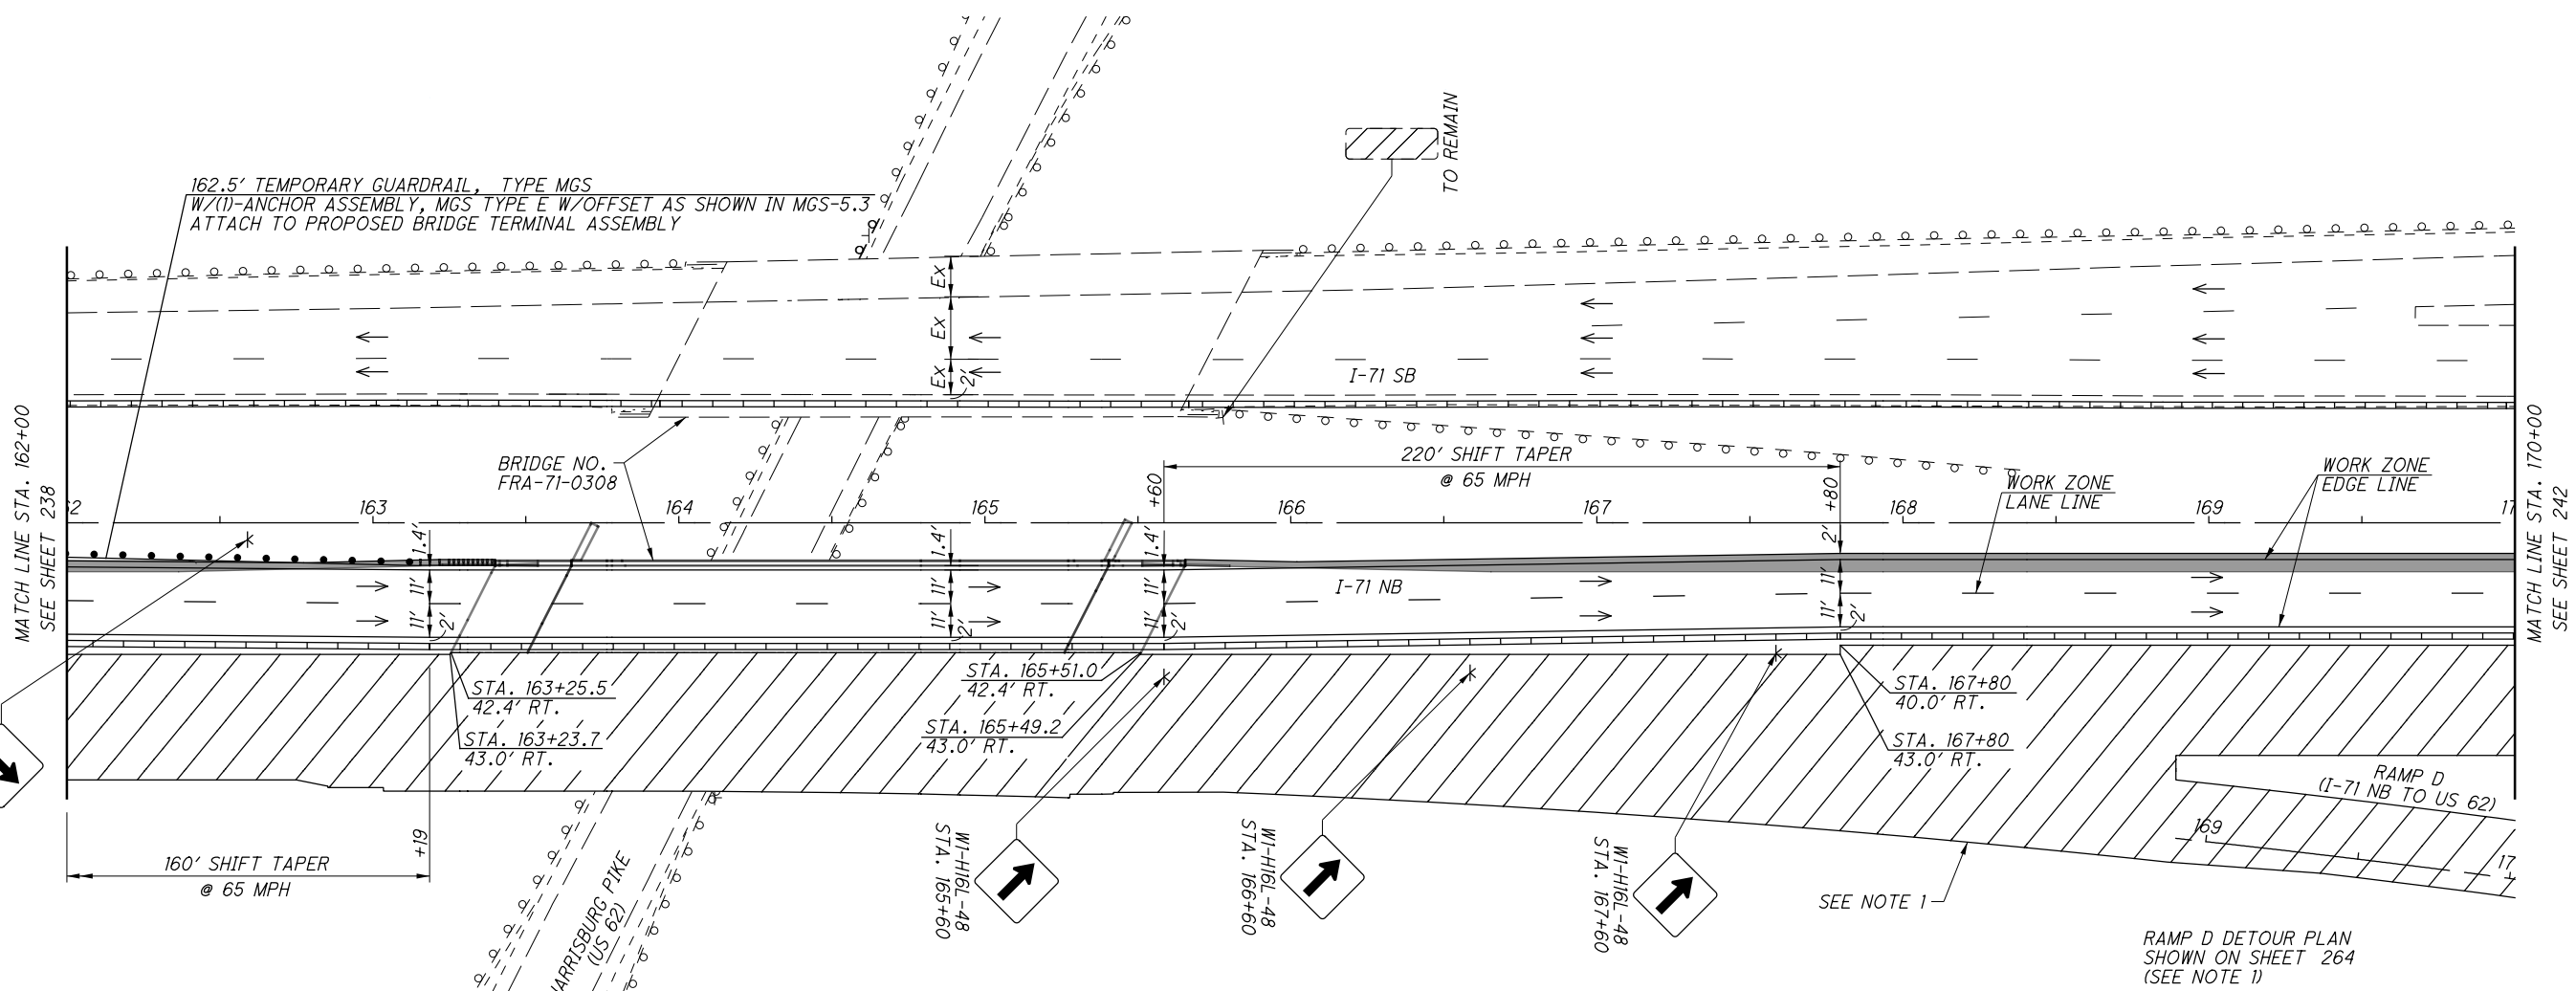 TO REMAIN
162.5' TEMPORARY GUARDRAIL, TYPE MGS
W/(1)-ANCHOR ASSEMBLY, MGS TYPE E W/OFFSET AS SHOWN IN MGS-5.3
ATTACH TO PROPOSED BRIDGE TERMINAL ASSEMBLY
Ex
Ex
Ex
2'
I-71 SB
MATCH LINE STA. 162+00
SEE SHEET 238
BRIDGE NO.
FRA-71-0308
220' SHIFT TAPER
@ 65 MPH
+60
+80
WORK ZONE
LANE LINE
WORK ZONE
EDGE LINE
MATCH LINE STA. 170+00
SEE SHEET 242
62
163
164
165
166
167
168
169
17
1.4'
11'
11'
2'
1.4'
11'
11'
2'
1.4'
11'
11'
2'
2'
11'
11'
2'
I-71 NB
STA. 163+25.5
42.4' RT.
STA. 163+23.7
43.0' RT.
STA. 165+51.0
42.4' RT.
STA. 165+49.2
43.0' RT.
STA. 167+80
40.0' RT.
STA. 167+80
43.0' RT.
RAMP D
(I-71 NB TO US 62)
169
17
+19
160' SHIFT TAPER
@ 65 MPH
HARRISBURG PIKE
(US 62)
W1-H16L-48
STA. 165+60
W1-H16L-48
STA. 166+60
W1-H16L-48
STA. 167+60
SEE NOTE 1
RAMP D DETOUR PLAN
SHOWN ON SHEET 264
(SEE NOTE 1)